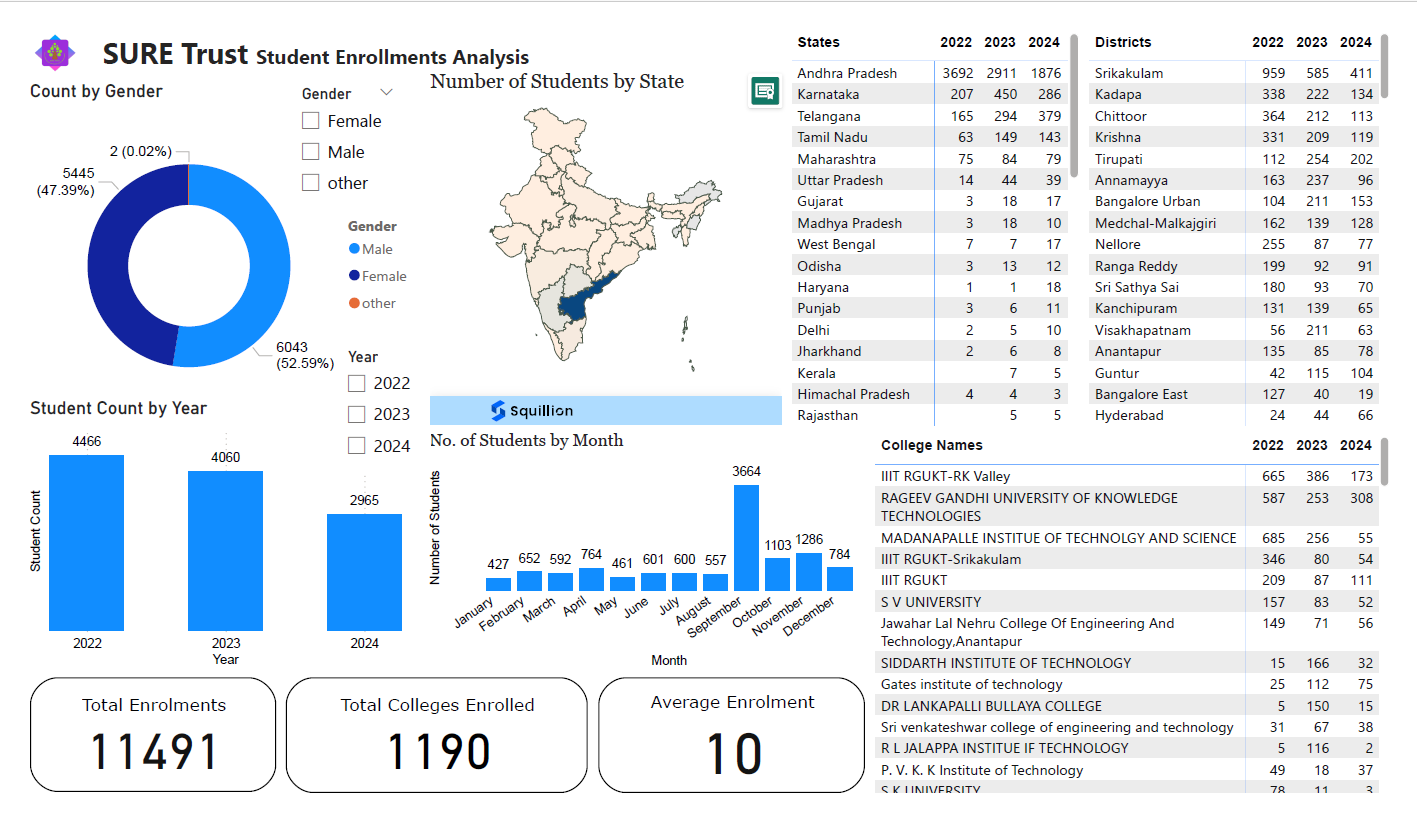 SURE Trust Student Enrollments Analysis
Count by Gender
2 (0.02%)
5445
(47.39%)
6043
(52.59%)
Gender
Female
Male
other
Gender
Male
Female
other
Year
2022
2023
2024
Student Count by Year
Student Count
4466
4060
2965
2022
2023
2024
Year
Number of Students by State
Squillion
No. of Students by Month
Number of Students
427
652
592
764
461
601
600
557
3664
1103
1286
784
January
February
March
April
May
June
July
August
September
October
November
December
Month
States 2022 2023 2024
Andhra Pradesh 3692 2911 1876
Karnataka 207 450 286
Telangana 165 294 379
Tamil Nadu 63 149 143
Maharashtra 75 84 79
Uttar Pradesh 14 44 39
Gujarat 3 18 17
Madhya Pradesh 3 18 10
West Bengal 7 7 17
Odisha 3 13 12
Haryana 1 1 18
Punjab 3 6 11
Delhi 2 5 10
Jharkhand 2 6 8
Kerala 7 5
Himachal Pradesh 4 4 3
Rajasthan 5 5
Districts 2022 2023 2024
Srikakulam 959 585 411
Kadapa 338 222 134
Chittoor 364 212 113
Krishna 331 209 119
Tirupati 112 254 202
Annamayya 163 237 96
Bangalore Urban 104 211 153
Medchal-Malkajgiri 162 139 128
Nellore 255 87 77
Ranga Reddy 199 92 91
Sri Sathya Sai 180 93 70
Kanchipuram 131 139 65
Visakhapatnam 56 211 63
Anantapur 135 85 78
Guntur 42 115 104
Bangalore East 127 40 19
Hyderabad 24 44 66
College Names 2022 2023 2024
IIIT RGUKT-RK Valley 665 386 173
RAGEEV GANDHI UNIVERSITY OF KNOWLEDGE 587 253 308
TECHNOLOGIES
MADANAPALLE INSTITUE OF TECHNOLGY AND SCIENCE 685 256 55
IIIT RGUKT-Srikakulam 346 80 54
IIIT RGUKT 209 87 111
S V UNIVERSITY 157 83 52
Jawahar Lal Nehru College Of Engineering And 149 71 56
Technology,Anantapur
SIDDARTH INSTITUTE OF TECHNOLOGY 15 166 32
Gates institute of technology 25 112 75
DR LANKAPALLI BULLAYA COLLEGE 5 150 15
Sri venkateshwar college of engineering and technology 31 67 38
R L JALAPPA INSTITUE IF TECHNOLOGY 5 116 2
P. V. K. K Institute of Technology 49 18 37
S K UNIVERSITY 78 11 3
Total Enrolments
11491
Total Colleges Enrolled
1190
Average Enrolment
10